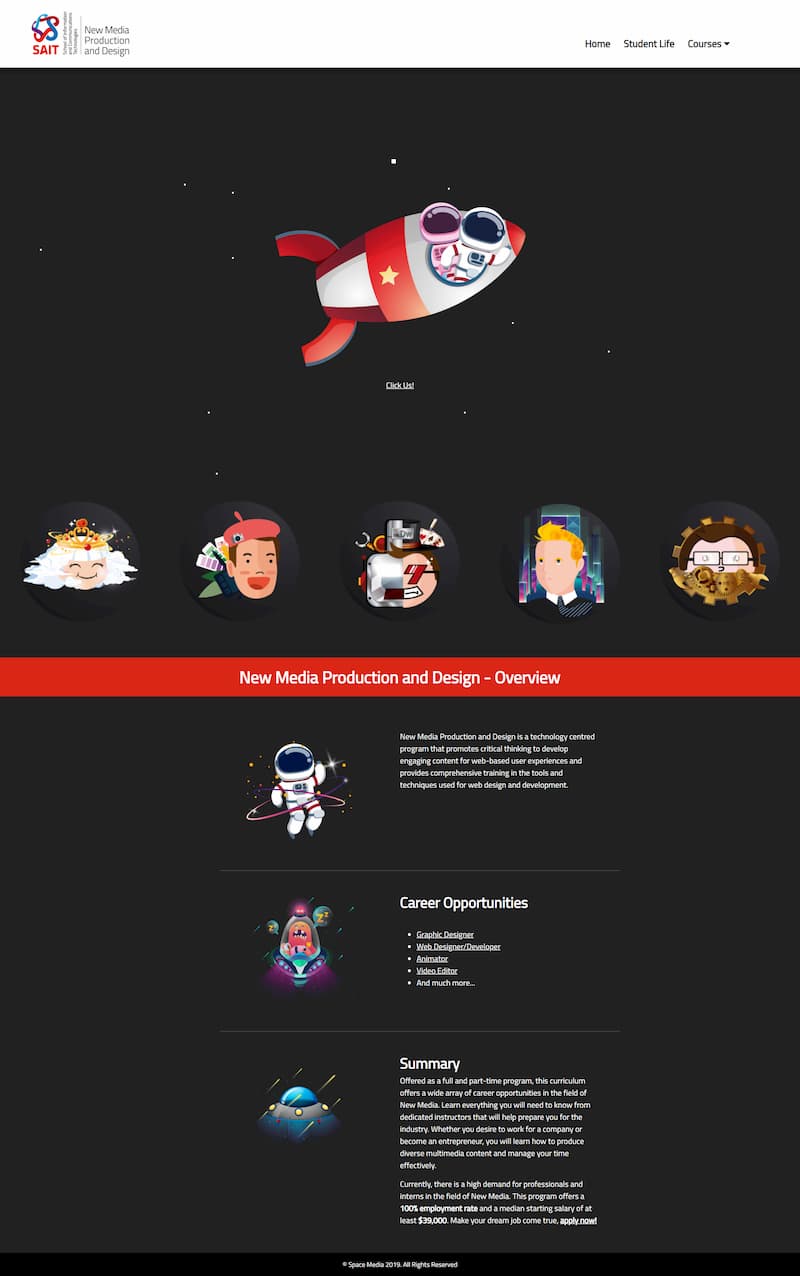 SAIT
School of Information
and Communications
Technologies
New Media
Production
and Design
Home Student Life Courses
Click Us!
Dw
New Media Production and Design - Overview
New Media Production and Design is a technology centred
program that promotes critical thinking to develop
engaging content for web-based user experiences and
provides comprehensive training in the tools and
techniques used for web design and development.
Career Opportunities
• Graphic Designer
• Web Designer/Developer
• Animator
• Video Editor
• And much more...
Summary
Offered as a full and part-time program, this curriculum
offers a wide array of career opportunities in the field of
New Media. Learn everything you will need to know from
dedicated instructors that will help prepare you for the
industry. Whether you desire to work for a company or
become an entrepreneur, you will learn how to produce
diverse multimedia content and manage your time
effectively.
Currently, there is a high demand for professionals and
interns in the field of New Media. This program offers a
100% employment rate and a median starting salary of at
least $39,000. Make your dream job come true, apply now!
© Space Media 2019. All Rights Reserved